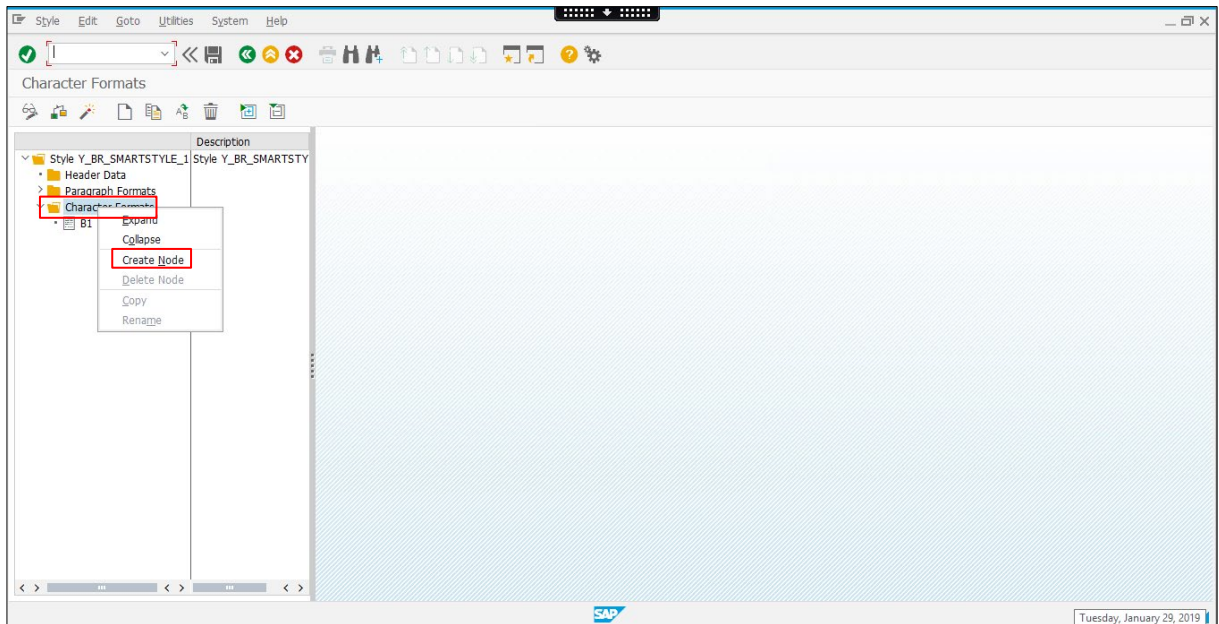 Style Edit Goto Utilities System Help
Character Formats
Description
Style Y_BR_SMARTSTYLE_1 Style Y_BR_SMARTSTY
Header Data
Paragraph Formats
Character Formats
B1
Expand
Collapse
Create Node
Delete Node
Copy
Rename
SAP
Tuesday, January 29, 2019